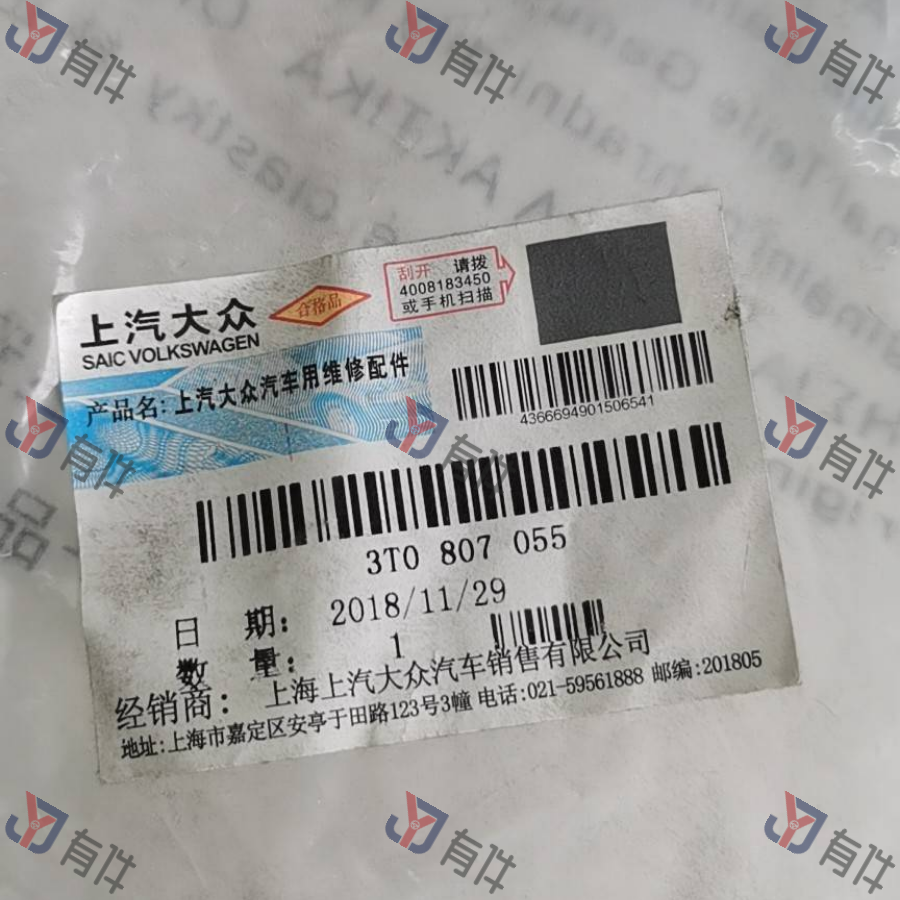 有件
有件
有件
上汽大众
SAIC VOLKSWAGEN
合格品
刮开 请拨
4008183450
或手机扫描
产品名: 上汽大众汽车用维修配件
4366694901506541
有件
有件
有件
3T0 807 055
日 期: 2018/11/29
数 量: 1
经销商: 上海上汽大众汽车销售有限公司
地址:上海市嘉定区安亭于田路123号3幢 电话:021-59561888 邮编:201805
有件
有件
有件